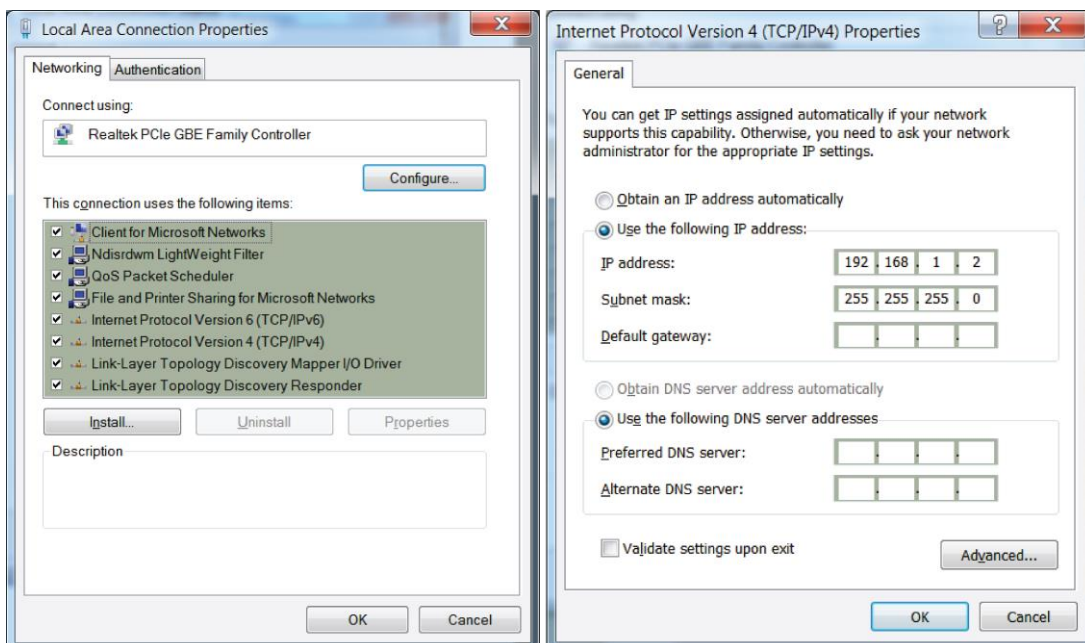 Local Area Connection Properties
Networking
Authentication
Connect using:
Realtek PCIe GBE Family Controller
Configure...
This connection uses the following items:
Client for Microsoft Networks
Ndisrdwm LightWeight Filter
QoS Packet Scheduler
File and Printer Sharing for Microsoft Networks
Internet Protocol Version 6 (TCP/IPv6)
Internet Protocol Version 4 (TCP/IPv4)
Link-Layer Topology Discovery Mapper I/O Driver
Link-Layer Topology Discovery Responder
Install...
Uninstall
Properties
Description
OK
Cancel
Internet Protocol Version 4 (TCP/IPv4) Properties
General
You can get IP settings assigned automatically if your network
supports this capability. Otherwise, you need to ask your network
administrator for the appropriate IP settings.
Obtain an IP address automatically
Use the following IP address:
IP address: 192 . 168 . 1 . 2
Subnet mask: 255 . 255 . 255 . 0
Default gateway: . . .
Obtain DNS server address automatically
Use the following DNS server addresses
Preferred DNS server: . . .
Alternate DNS server: . . .
Validate settings upon exit
Advanced...
OK
Cancel